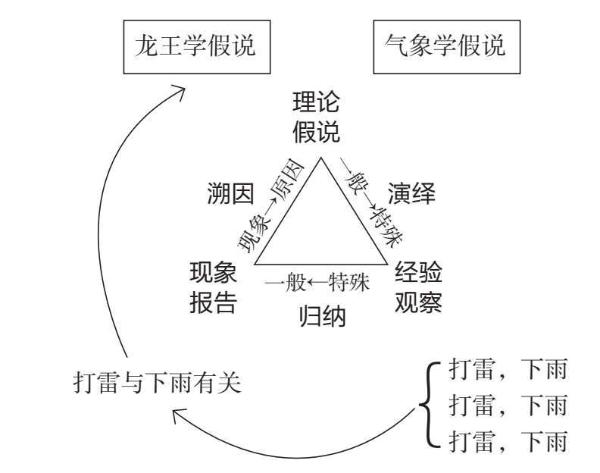 龙王学假说
气象学假说
理论
假说
溯因
现象→原因
一般→特殊
演绎
现象
报告
一般←特殊
经验
观察
归纳
打雷与下雨有关
打雷，下雨
打雷，下雨
打雷，下雨